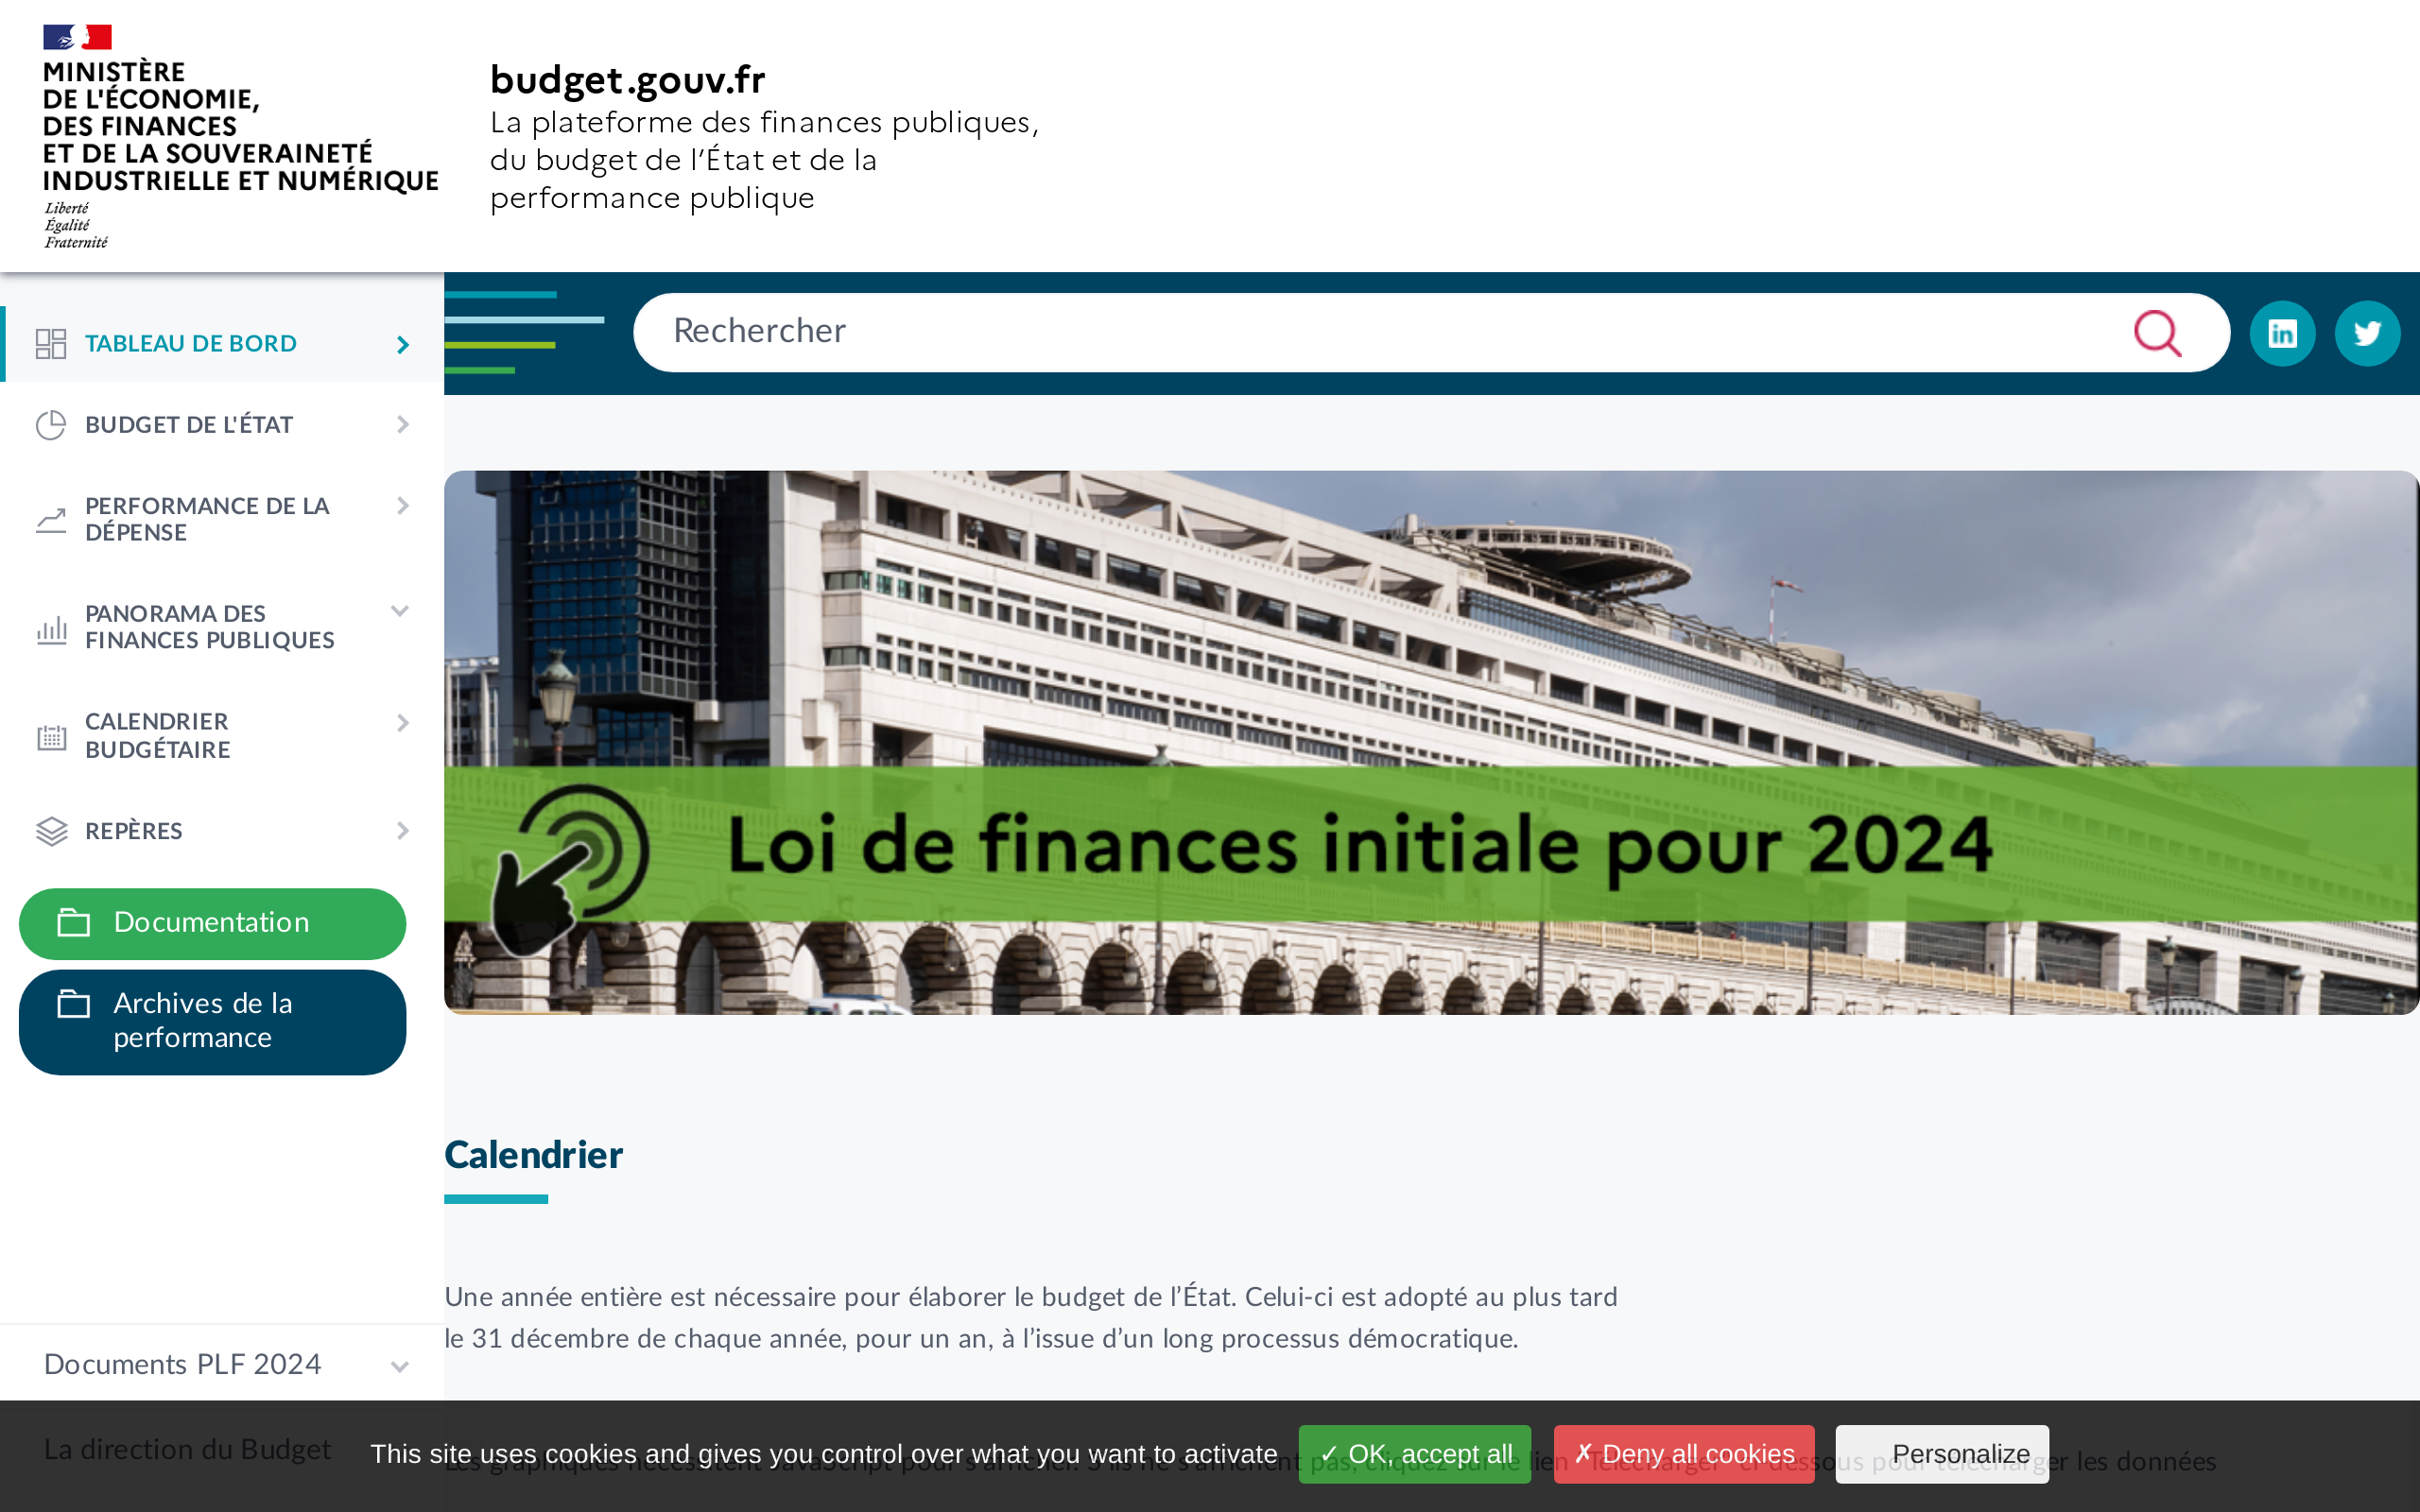 MINISTÈRE
DE L'ÉCONOMIE,
DES FINANCES
ET DE LA SOUVERAINETÉ
INDUSTRIELLE ET NUMÉRIQUE
Liberté
Égalité
Fraternité
budget.gouv.fr
La plateforme des finances publiques,
du budget de l’État et de la
performance publique
Rechercher
TABLEAU DE BORD
BUDGET DE L'ÉTAT
PERFORMANCE DE LA
DÉPENSE
PANORAMA DES
FINANCES PUBLIQUES
CALENDRIER
BUDGÉTAIRE
REPÈRES
Documentation
Archives de la
performance
Documents PLF 2024
La direction du Budget
Loi de finances initiale pour 2024
Calendrier
Une année entière est nécessaire pour élaborer le budget de l’État. Celui-ci est adopté au plus tard
le 31 décembre de chaque année, pour un an, à l’issue d’un long processus démocratique.
Les graphiques nécessitent JavaScript pour s'afficher. S'ils ne s'affichent pas, cliquez sur le lien "Télécharger" ci-dessous pour télécharger les données
This site uses cookies and gives you control over what you want to activate
✓ OK, accept all
✗ Deny all cookies
Personalize